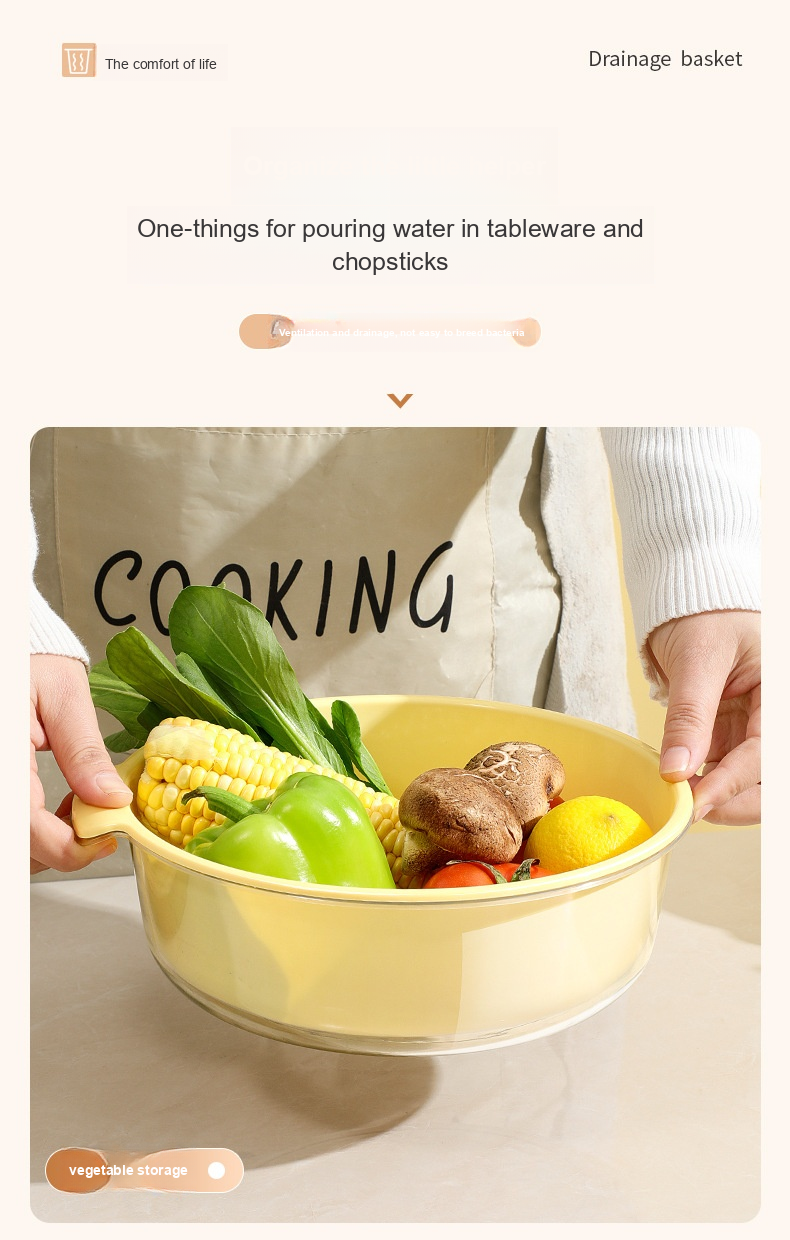 The comfort of life
Drainage basket
One-things for pouring water in tableware and
chopsticks
Ventilation and drainage, not easy to breed bacteria
COOKING
vegetable storage